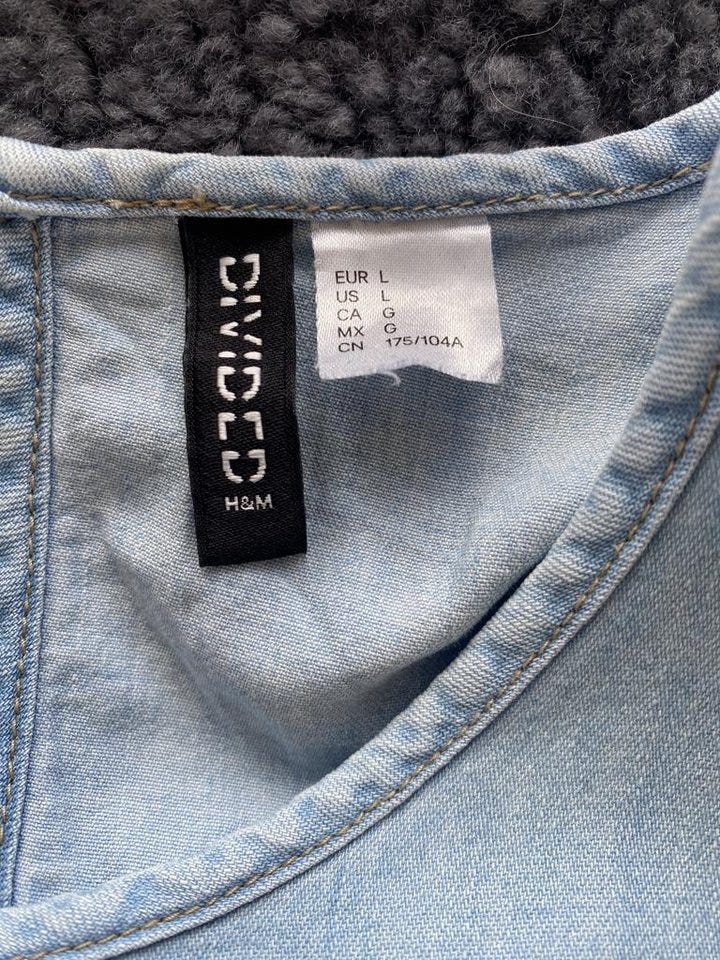 DIVIDED
H&M
EUR L
US L
CA G
MX G
CN 175/104A